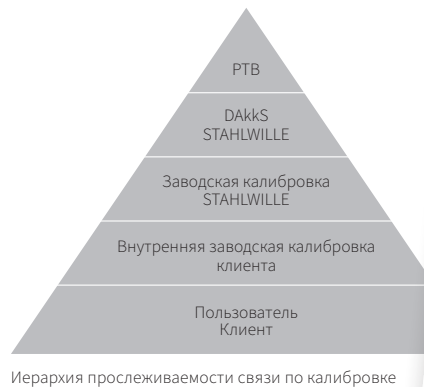 PTB
DAkkS
STAHLWILLE
Заводская калибровка
STAHLWILLE
Внутренняя заводская калибровка
клиента
Пользователь
Клиент
Иерархия прослеживаемости связи по калибровке